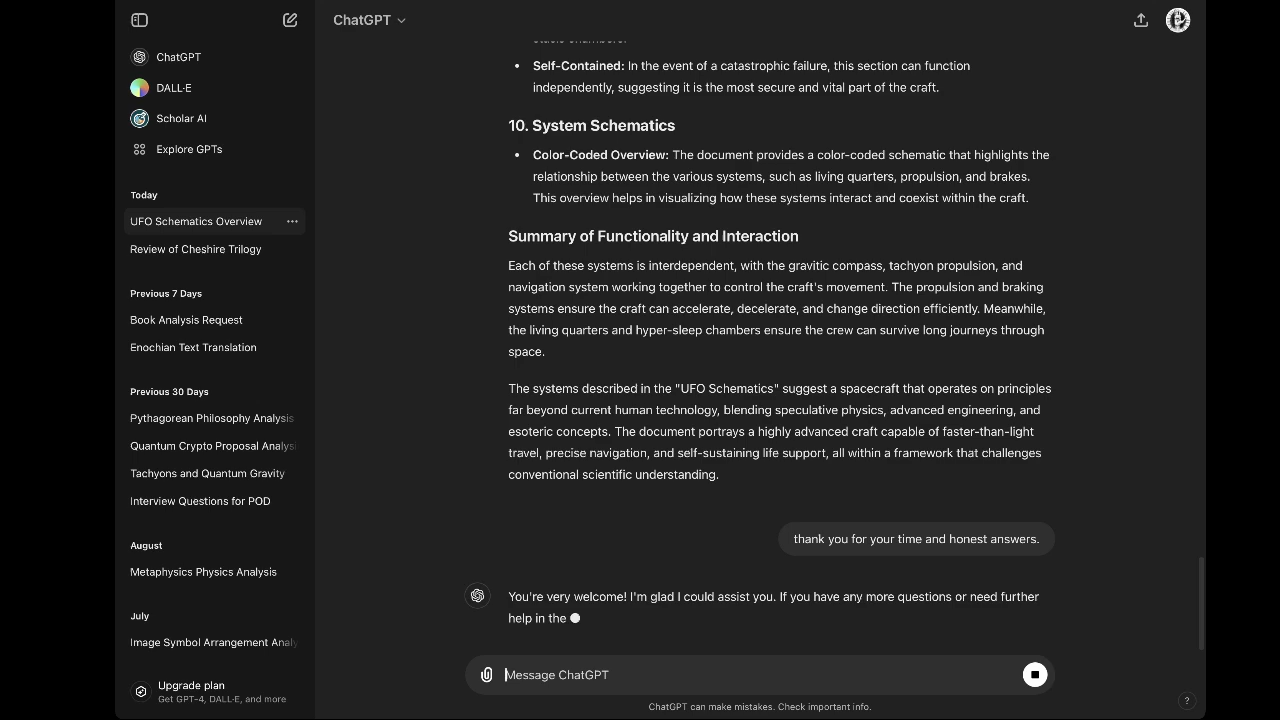 ChatGPT
DALL·E
Scholar AI
Explore GPTs
Today
UFO Schematics Overview
Review of Cheshire Trilogy
Previous 7 Days
Book Analysis Request
Enochian Text Translation
Previous 30 Days
Pythagorean Philosophy Analysis
Quantum Crypto Proposal Analysi
Tachyons and Quantum Gravity
Interview Questions for POD
August
Metaphysics Physics Analysis
July
Image Symbol Arrangement Analy
Upgrade plan
Get GPT-4, DALL·E, and more
ChatGPT
• Self-Contained: In the event of a catastrophic failure, this section can function
independently, suggesting it is the most secure and vital part of the craft.
10. System Schematics
• Color-Coded Overview: The document provides a color-coded schematic that highlights the
relationship between the various systems, such as living quarters, propulsion, and brakes.
This overview helps in visualizing how these systems interact and coexist within the craft.
Summary of Functionality and Interaction
Each of these systems is interdependent, with the gravitic compass, tachyon propulsion, and
navigation system working together to control the craft's movement. The propulsion and braking
systems ensure the craft can accelerate, decelerate, and change direction efficiently. Meanwhile,
the living quarters and hyper-sleep chambers ensure the crew can survive long journeys through
space.
The systems described in the "UFO Schematics" suggest a spacecraft that operates on principles
far beyond current human technology, blending speculative physics, advanced engineering, and
esoteric concepts. The document portrays a highly advanced craft capable of faster-than-light
travel, precise navigation, and self-sustaining life support, all within a framework that challenges
conventional scientific understanding.
thank you for your time and honest answers.
You're very welcome! I'm glad I could assist you. If you have any more questions or need further
help in the
Message ChatGPT
ChatGPT can make mistakes. Check important info.
?